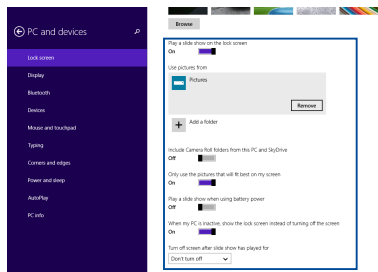 Browse
PC and devices
Play a slide show on the lock screen
On
Lock screen
Use pictures from
Display
Pictures
Bluetooth
Devices
Remove
Mouse and touchpad
Add a folder
Typing
Include Camera Roll folders from this PC and SkyDrive
Corners and edges
Off
Power and sleep
Only use the pictures that will fit best on my screen
On
AutoPlay
Play a slide show when using battery power
Off
PC info
When my PC is inactive, show the lock screen instead of turning off the screen
On
Turn off screen after slide show has played for
Don't turn off